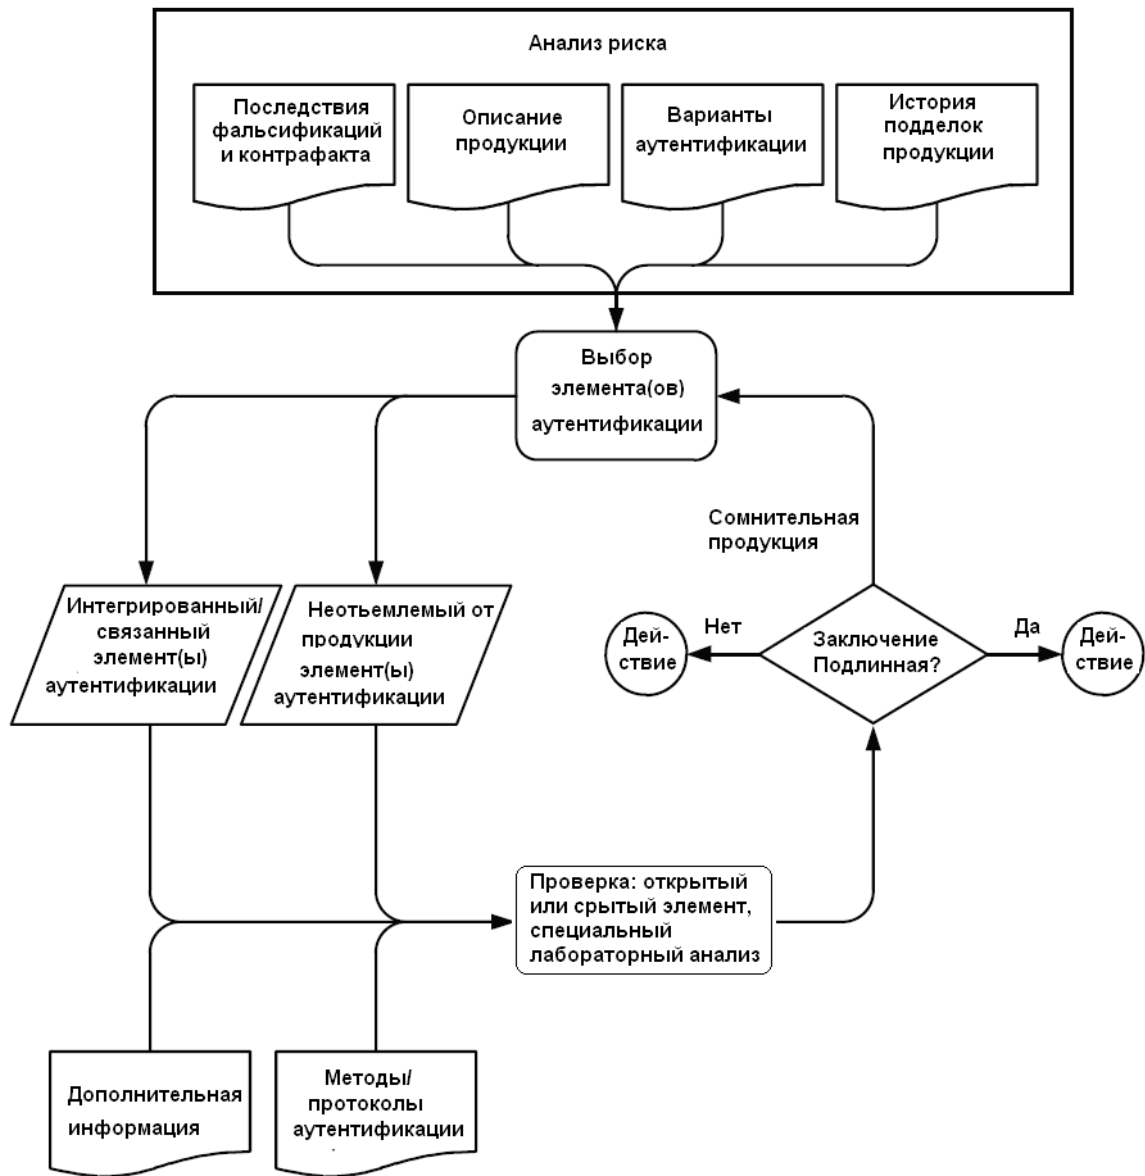 Анализ риска
Последствия
фальсификаций
и контрафакта
Описание
продукции
Варианты
аутентификации
История
подделок
продукции
Выбор
элемента(ов)
аутентификации
Сомнительная
продукция
Интегрированный/
связанный
элемент(ы)
аутентификации
Неотьемлемый от
продукции
элемент(ы)
аутентификации
Дей-
ствие
Нет
Заключение
Подлинная?
Да
Дей-
ствие
Проверка: открытый
или срытый элемент,
специальный
лабораторный анализ
Дополнительная
информация
Методы/
протоколы
аутентификации